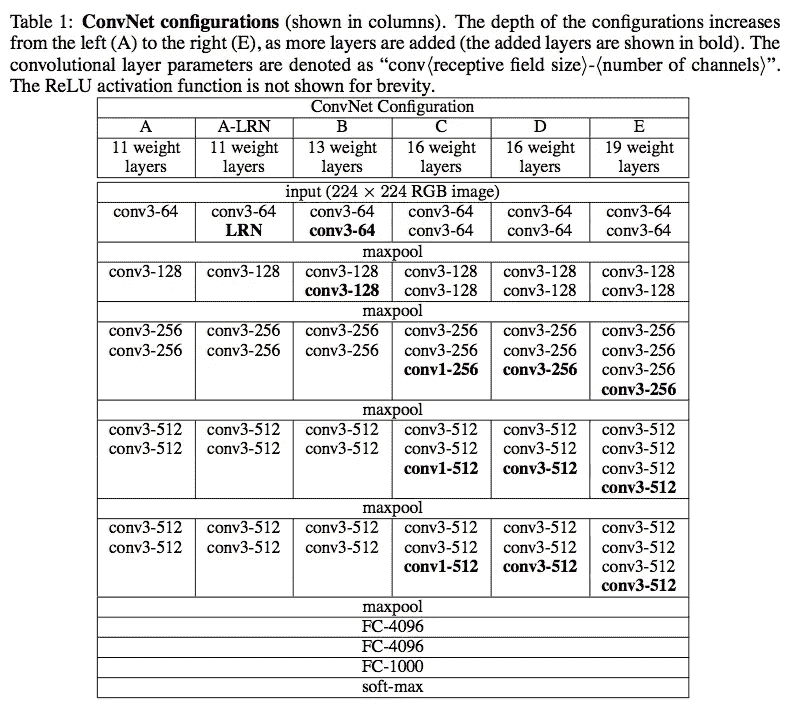 Table 1: ConvNet configurations (shown in columns). The depth of the configurations increases
from the left (A) to the right (E), as more layers are added (the added layers are shown in bold). The
convolutional layer parameters are denoted as “conv⟨receptive field size⟩-⟨number of channels⟩”.
The ReLU activation function is not shown for brevity.
ConvNet Configuration
A A-LRN B C D E
11 weight 11 weight 13 weight 16 weight 16 weight 19 weight
layers layers layers layers layers layers
input (224 × 224 RGB image)
conv3-64 conv3-64 conv3-64 conv3-64 conv3-64 conv3-64
LRN conv3-64 conv3-64 conv3-64 conv3-64
maxpool
conv3-128 conv3-128 conv3-128 conv3-128 conv3-128 conv3-128
conv3-128 conv3-128 conv3-128 conv3-128
maxpool
conv3-256 conv3-256 conv3-256 conv3-256 conv3-256 conv3-256
conv3-256 conv3-256 conv3-256 conv3-256 conv3-256 conv3-256
conv1-256 conv3-256 conv3-256
conv3-256
maxpool
conv3-512 conv3-512 conv3-512 conv3-512 conv3-512 conv3-512
conv3-512 conv3-512 conv3-512 conv3-512 conv3-512 conv3-512
conv1-512 conv3-512 conv3-512
conv3-512
maxpool
conv3-512 conv3-512 conv3-512 conv3-512 conv3-512 conv3-512
conv3-512 conv3-512 conv3-512 conv3-512 conv3-512 conv3-512
conv1-512 conv3-512 conv3-512
conv3-512
maxpool
FC-4096
FC-4096
FC-1000
soft-max